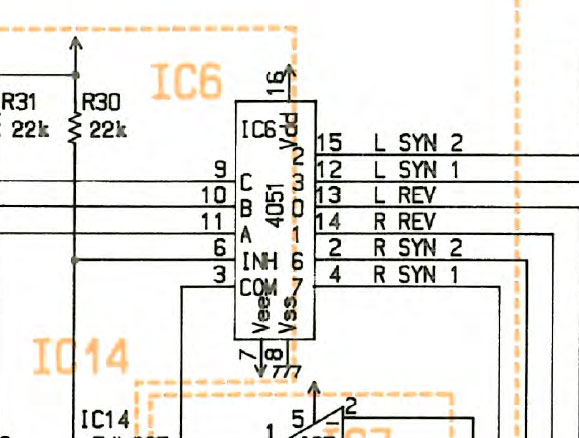 IC6
16
R31
R30
22k
22k
IC6
Vdd
15 L SYN 2
2
12 L SYN 1
9
C
3
13 L REV
10
B
4051
0
14 R REV
11
A
1
2 R SYN 2
6
INH
6
4 R SYN 1
3
COM
7
Vee
Vss
7
8
IC14
IC14
5
2
1